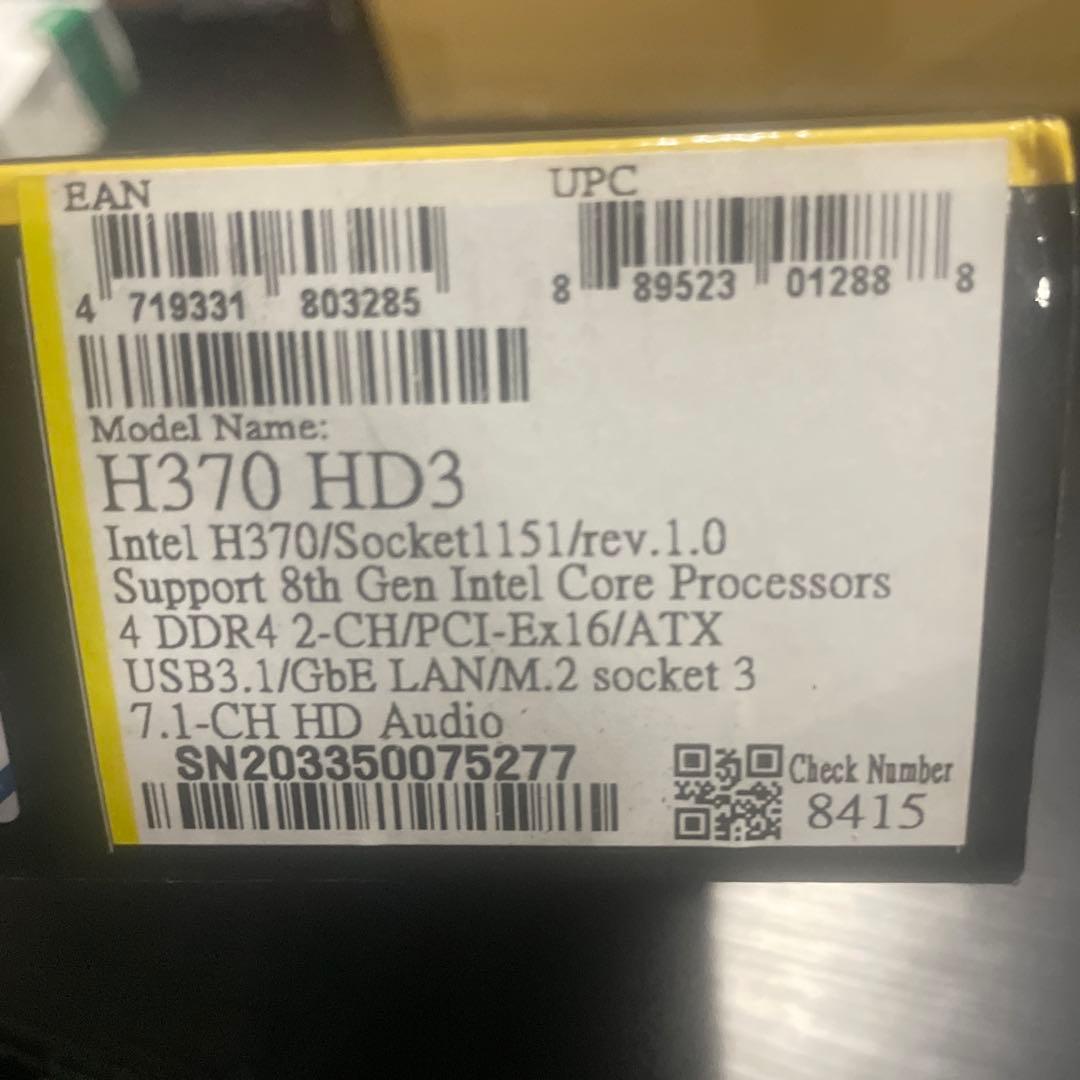 EAN
UPC
4 719331 803285
8 89523 01288 8
Model Name:
H370 HD3
Intel H370/Socket1151/rev.1.0
Support 8th Gen Intel Core Processors
4 DDR4 2-CH/PCI-Ex16/ATX
USB3.1/GbE LAN/M.2 socket 3
7.1-CH HD Audio
SN203350075277
Check Number
8415